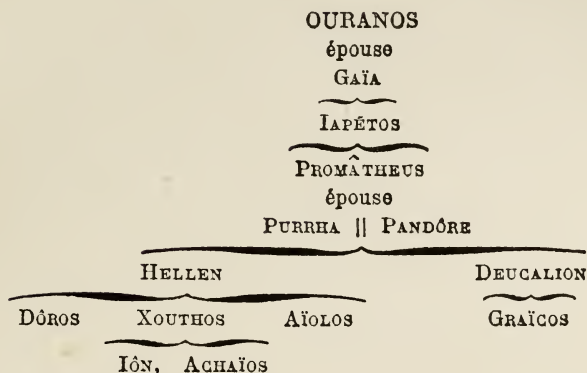 OURANOS
épouse
GAÏA
IAPÉTOS
PROMÂTHEUS
épouse
PURRHA || PANDÔRE
HELLEN DEUCALION
DÔROS XOUTHOS AÏOLOS GRAÏCOS
IÔN, ACHAÏOS